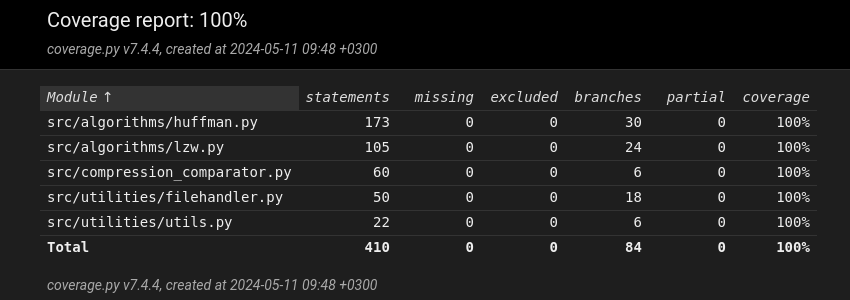 Coverage report: 100%
coverage.py v7.4.4, created at 2024-05-11 09:48 +0300
Module ↑ statements missing excluded branches partial coverage
src/algorithms/huffman.py 173 0 0 30 0 100%
src/algorithms/lzw.py 105 0 0 24 0 100%
src/compression_comparator.py 60 0 0 6 0 100%
src/utilities/filehandler.py 50 0 0 18 0 100%
src/utilities/utils.py 22 0 0 6 0 100%
Total 410 0 0 84 0 100%
coverage.py v7.4.4, created at 2024-05-11 09:48 +0300